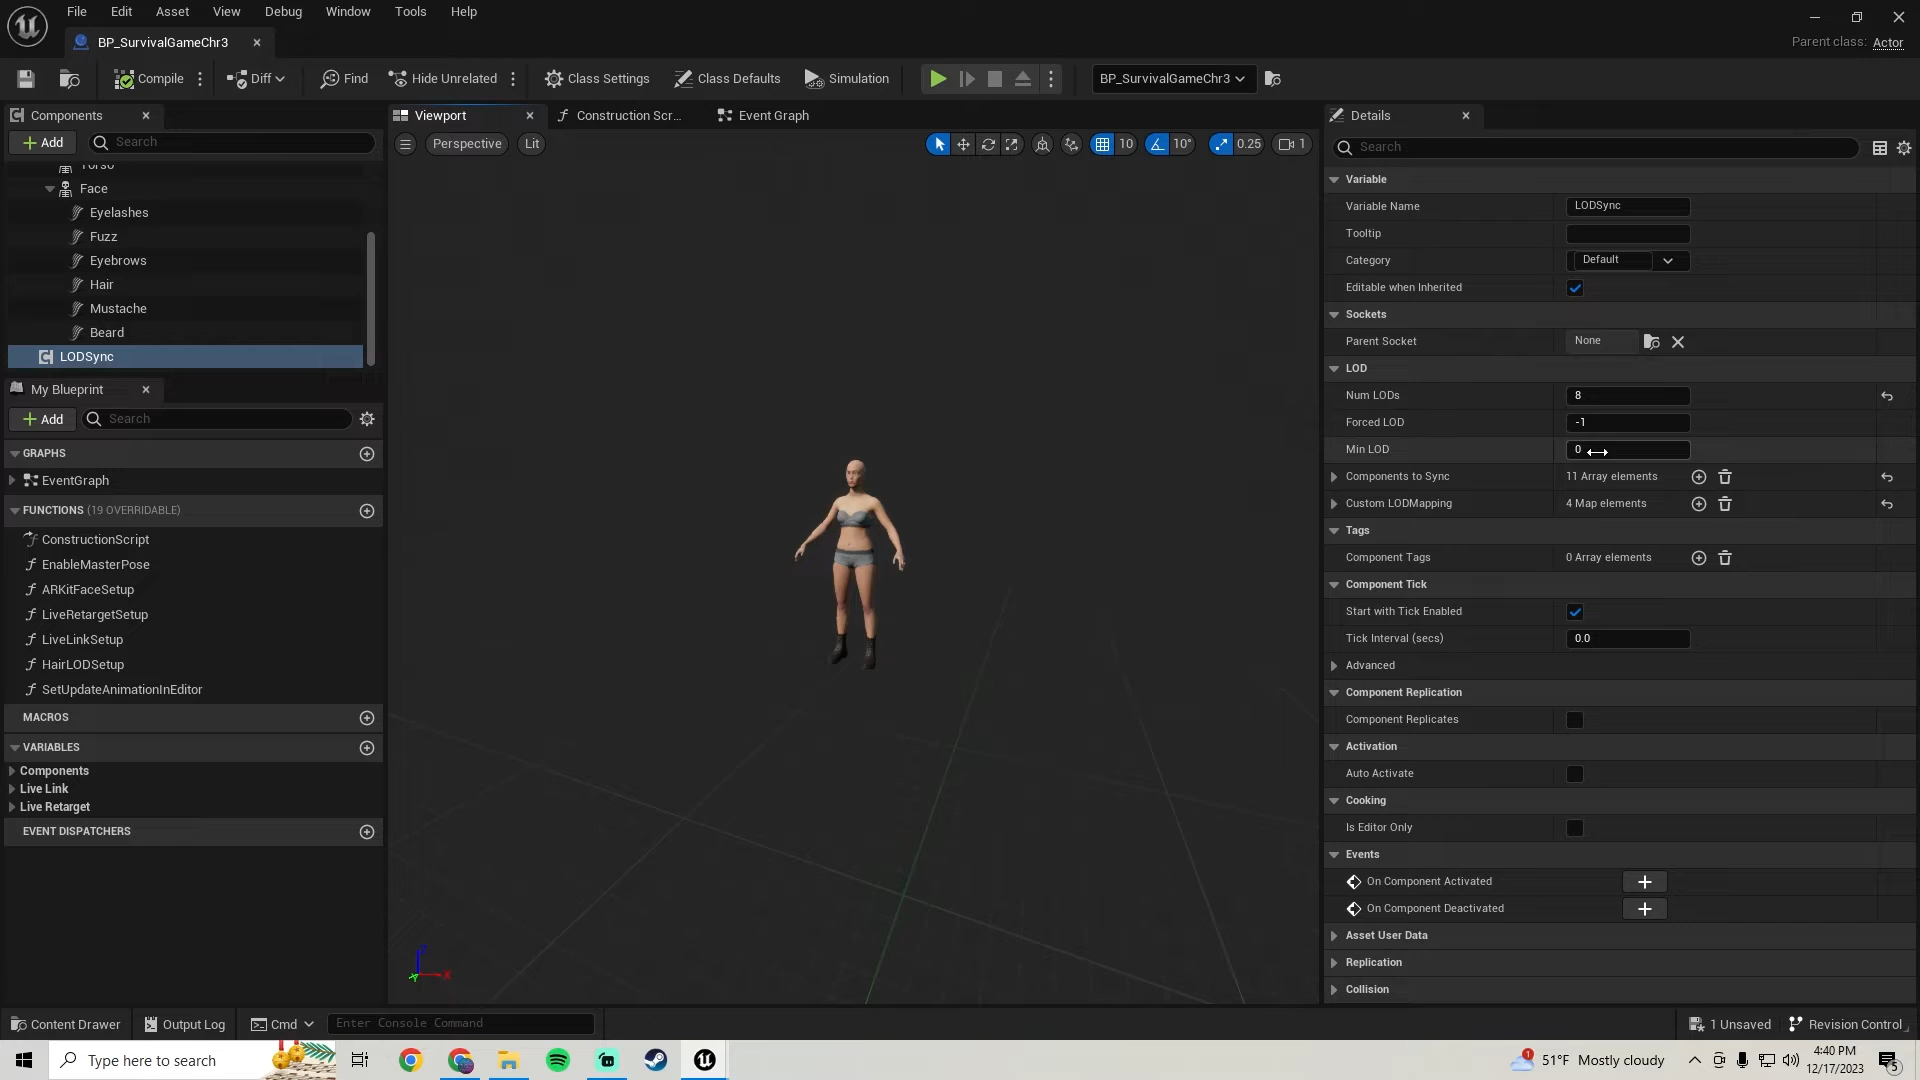 File Edit Asset View Debug Window Tools Help
BP_SurvivalGameChr3
Parent class: Actor
Compile Diff Find Hide Unrelated Class Settings Class Defaults Simulation BP_SurvivalGameChr3
Components
Add Search
Torso
Face
Eyelashes
Fuzz
Eyebrows
Hair
Mustache
Beard
LODSync
My Blueprint
Add Search
GRAPHS
EventGraph
FUNCTIONS (19 OVERRIDABLE)
ConstructionScript
EnableMasterPose
ARKitFaceSetup
LiveRetargetSetup
LiveLinkSetup
HairLODSetup
SetUpdateAnimationInEditor
MACROS
VARIABLES
Components
Live Link
Live Retarget
EVENT DISPATCHERS
Viewport Construction Scr... Event Graph
Perspective Lit 10 10° 0.25 1
Details
Search
Variable
Variable Name LODSync
Tooltip
Category Default
Editable when Inherited
Sockets
Parent Socket None
LOD
Num LODs 8
Forced LOD -1
Min LOD 0
Components to Sync 11 Array elements
Custom LODMapping 4 Map elements
Tags
Component Tags 0 Array elements
Component Tick
Start with Tick Enabled
Tick Interval (secs) 0.0
Advanced
Component Replication
Component Replicates
Activation
Auto Activate
Cooking
Is Editor Only
Events
On Component Activated
On Component Deactivated
Asset User Data
Replication
Collision
Content Drawer Output Log Cmd Enter Console Command 1 Unsaved Revision Control
Type here to search 1 51°F Mostly cloudy 4:40 PM
12/17/2023 5